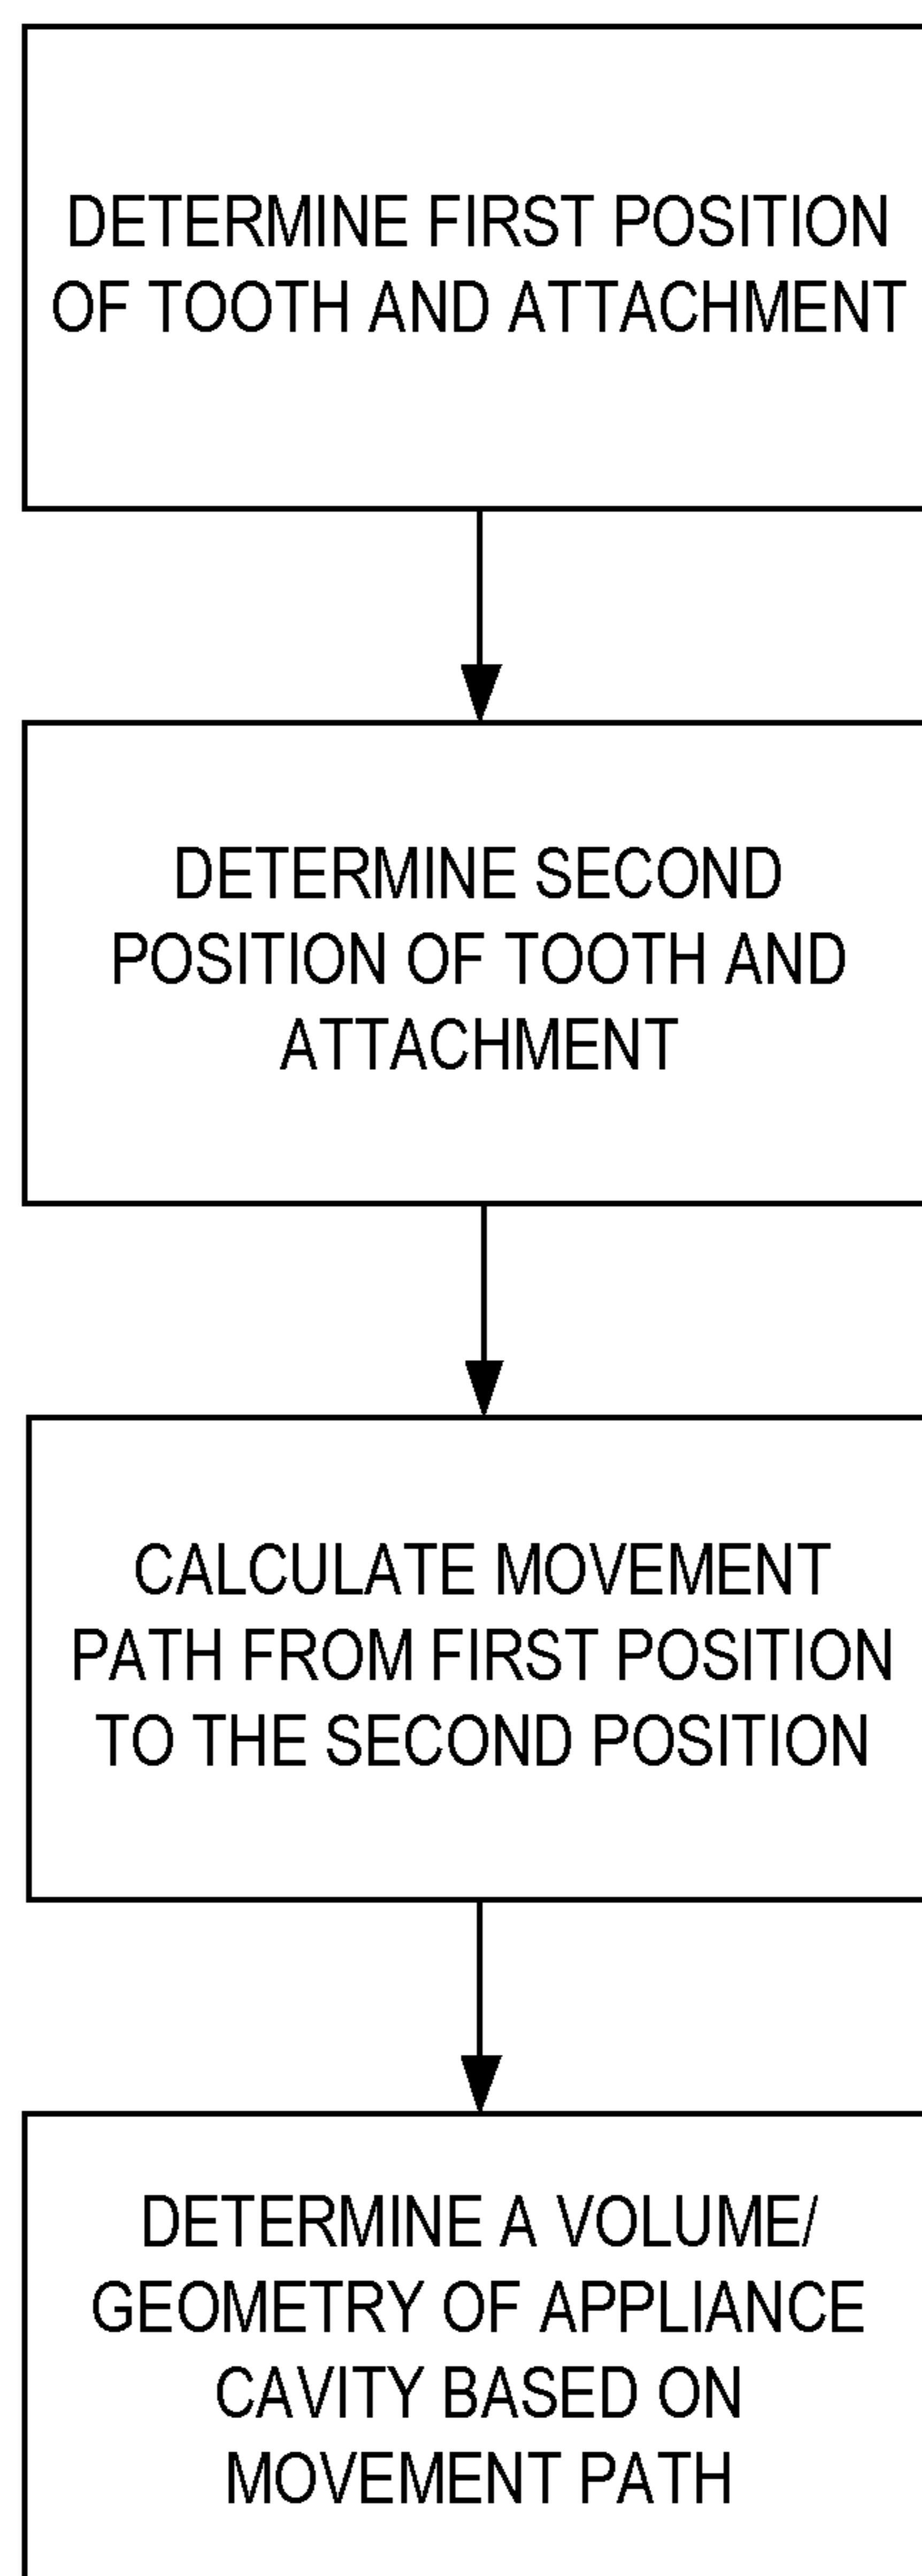 DETERMINE FIRST POSITION
OF TOOTH AND ATTACHMENT
DETERMINE SECOND
POSITION OF TOOTH AND
ATTACHMENT
CALCULATE MOVEMENT
PATH FROM FIRST POSITION
TO THE SECOND POSITION
DETERMINE A VOLUME/
GEOMETRY OF APPLIANCE
CAVITY BASED ON
MOVEMENT PATH